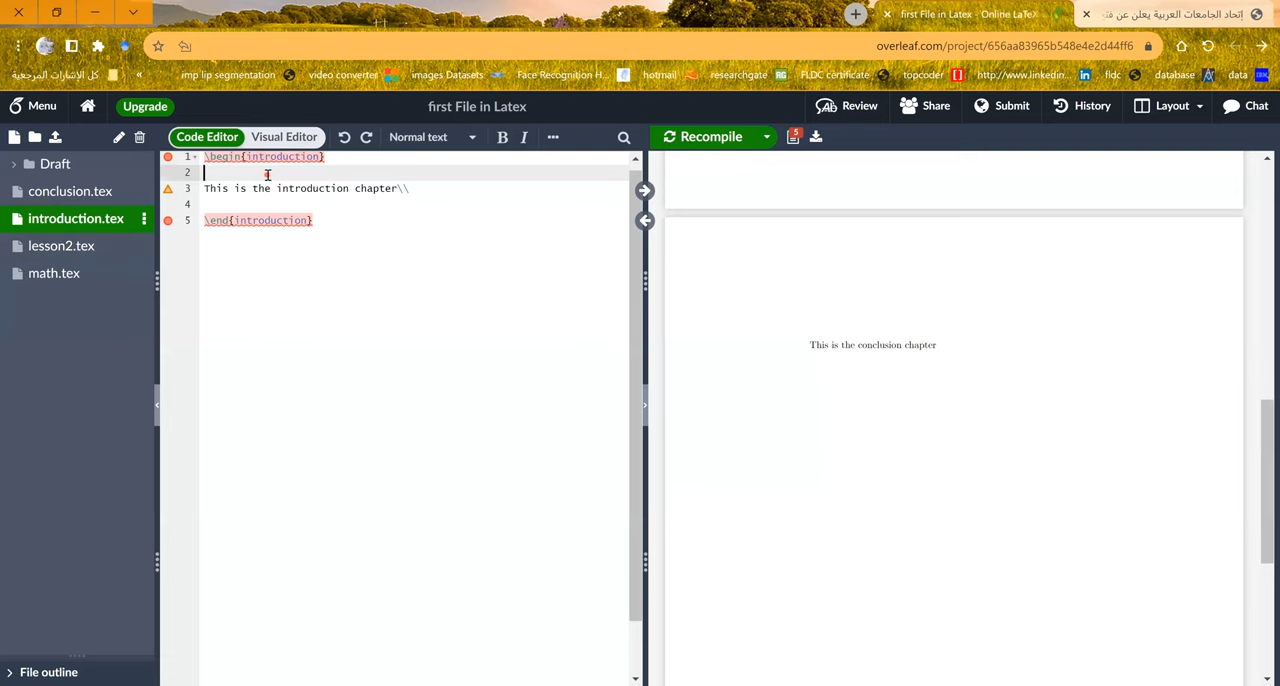 first File in Latex - Online LaTeX
إتحاد الجامعات العربية يعلن عن فتح
overleaf.com/project/656aa83965b548e4e2d44ff6
كل الإشارات المرجعية
«
imp lip segmentation
video converter
images Datasets
Face Recognition H...
hotmail
researchgate
FLDC certificate
topcoder
http://www.linkedin...
fldc
database
data
Menu
Upgrade
first File in Latex
Review
Share
Submit
History
Layout
Chat
Code Editor
Visual Editor
Normal text
B
I
Recompile
5
Draft
conclusion.tex
introduction.tex
lesson2.tex
math.tex
1 \begin{introduction}
2
3 This is the introduction chapter\\
4
5 \end{introduction}
This is the conclusion chapter
File outline